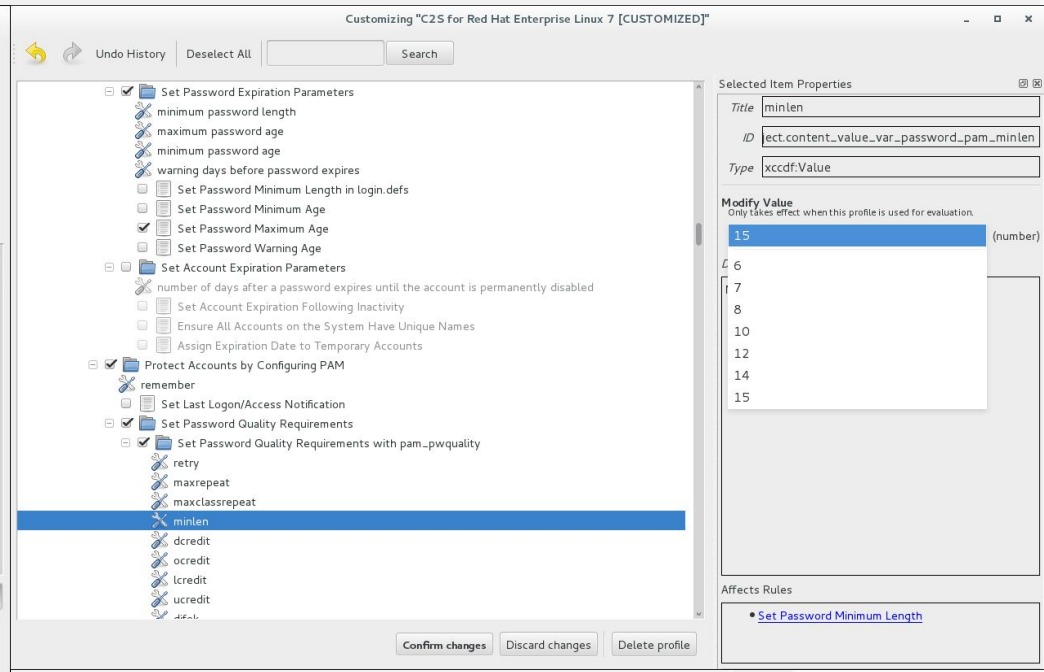 Customizing "C2S for Red Hat Enterprise Linux 7 [CUSTOMIZED]"
Undo History
Deselect All
Search
Set Password Expiration Parameters
minimum password length
maximum password age
minimum password age
warning days before password expires
Set Password Minimum Length in login.defs
Set Password Minimum Age
Set Password Maximum Age
Set Password Warning Age
Set Account Expiration Parameters
number of days after a password expires until the account is permanently disabled
Set Account Expiration Following Inactivity
Ensure All Accounts on the System Have Unique Names
Assign Expiration Date to Temporary Accounts
Protect Accounts by Configuring PAM
remember
Set Last Logon/Access Notification
Set Password Quality Requirements
Set Password Quality Requirements with pam_pwquality
retry
maxrepeat
maxclassrepeat
minlen
dcredit
ocredit
lcredit
ucredit
difok
Confirm changes
Discard changes
Delete profile
Selected Item Properties
Title minlen
ID ject.content_value_var_password_pam_minlen
Type xccdf:Value
Modify Value
Only takes effect when this profile is used for evaluation.
15 (number)
6
7
8
10
12
14
15
Affects Rules
Set Password Minimum Length